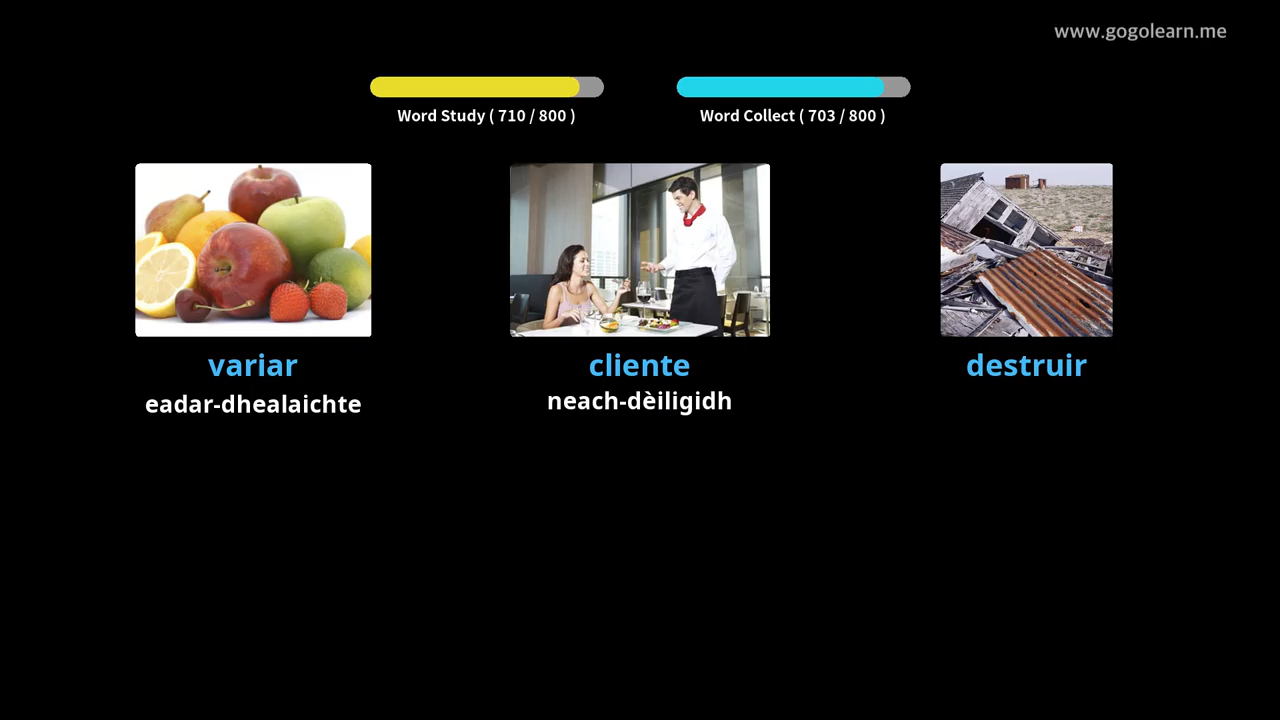 www.gogolearn.me
Word Study ( 710 / 800 )
Word Collect ( 703 / 800 )
variar
cliente
destruir
eadar-dhealaichte
neach-dèiligidh